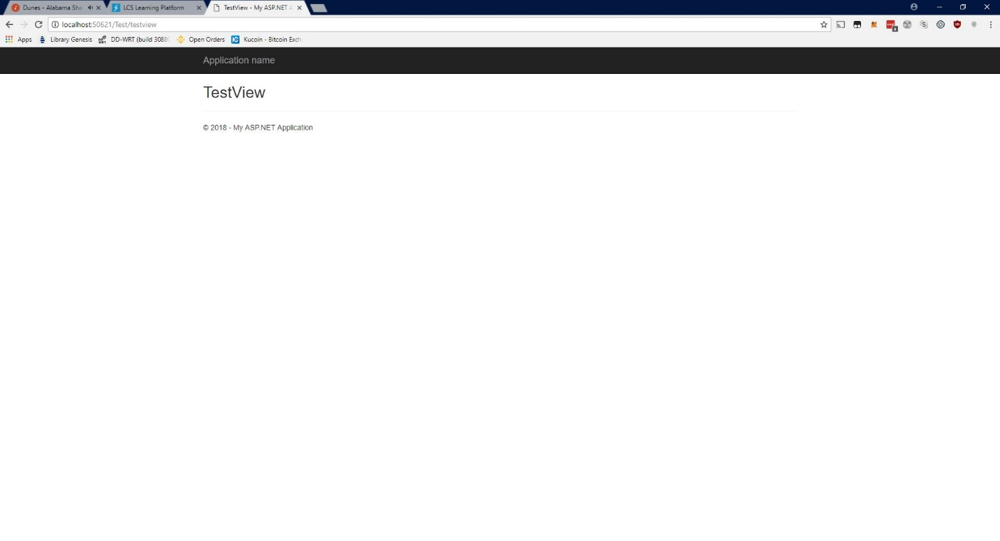 Dunes - Alabama Sha
LCS Learning Platform
TestView - My ASP.NET A
localhost:50621/Test/testview
4
S
Apps
Library Genesis
DD-WRT (build 3088
Open Orders
Kucoin - Bitcoin Exch
Application name
TestView
© 2018 - My ASP.NET Application